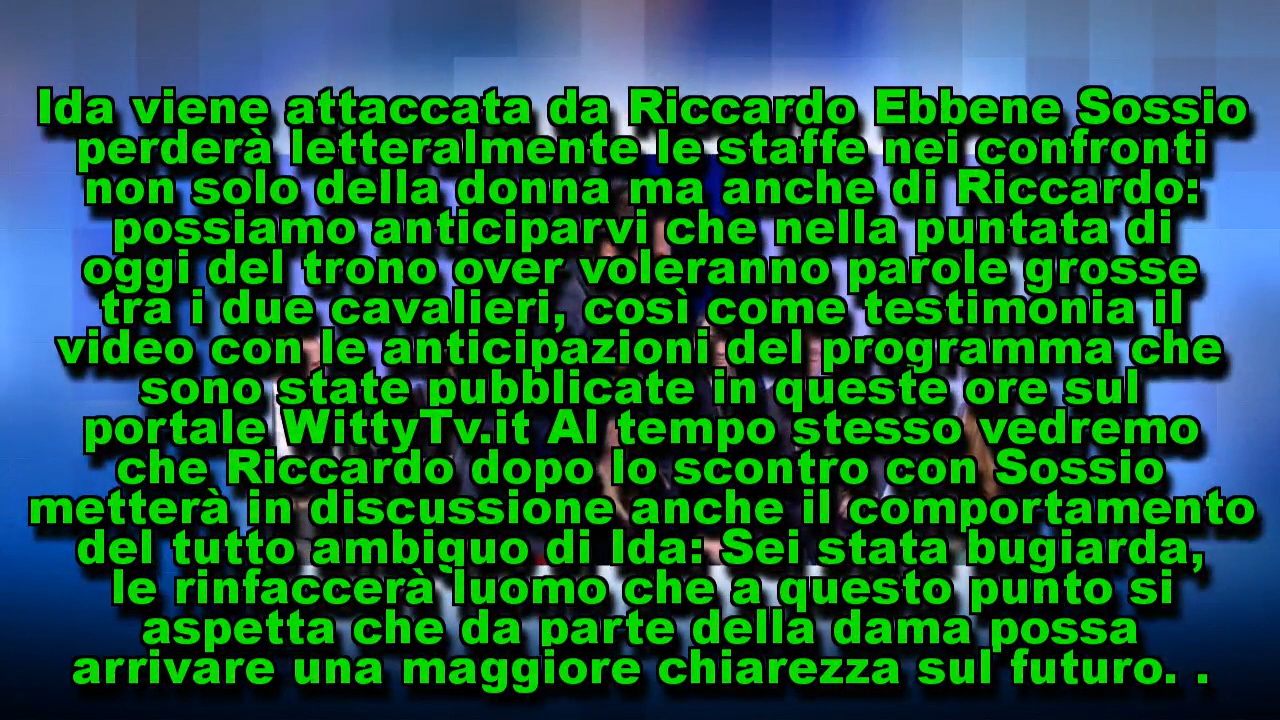 Ida viene attaccata da Riccardo Ebbene Sossio
perderà letteralmente le staffe nei confronti
non solo della donna ma anche di Riccardo:
possiamo anticiparvi che nella puntata di
oggi del trono over voleranno parole grosse
tra i due cavalieri, così come testimonia il
video con le anticipazioni del programma che
sono state pubblicate in queste ore sul
portale WittyTv.it Al tempo stesso vedremo
che Riccardo dopo lo scontro con Sossio
metterà in discussione anche il comportamento
del tutto ambiguo di Ida: Sei stata bugiarda,
le rinfaccerà luomo che a questo punto si
aspetta che da parte della dama possa
arrivare una maggiore chiarezza sul futuro. .